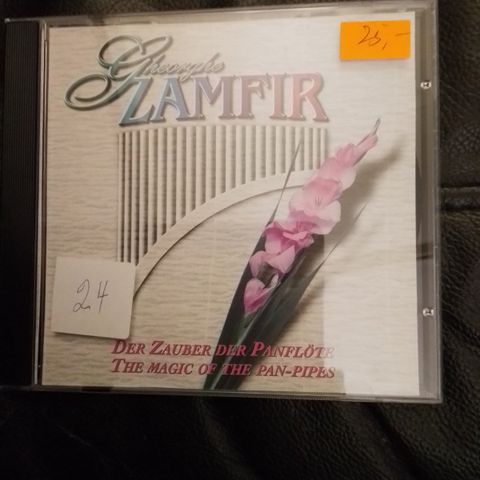 25,-
Gheorghe
ZAMFIR
24
DER ZAUBER DER PANFLÖTE
THE MAGIC OF THE PAN-PIPES